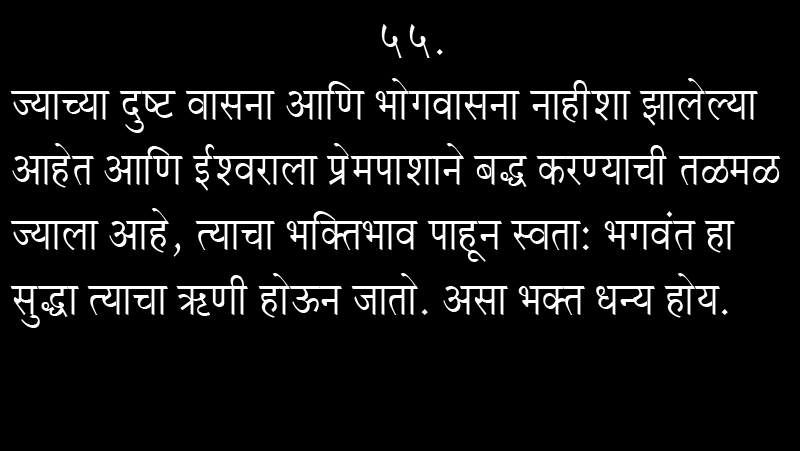 ५५.
ज्याच्या दुष्ट वासना आणि भोगवासना नाहीशा झालेल्या
आहेत आणि ईश्वराला प्रेमपाशाने बद्ध करण्याची तळमळ
ज्याला आहे, त्याचा भक्तिभाव पाहून स्वताः भगवंत हा
सुद्धा त्याचा ऋणी होऊन जातो. असा भक्त धन्य होय.